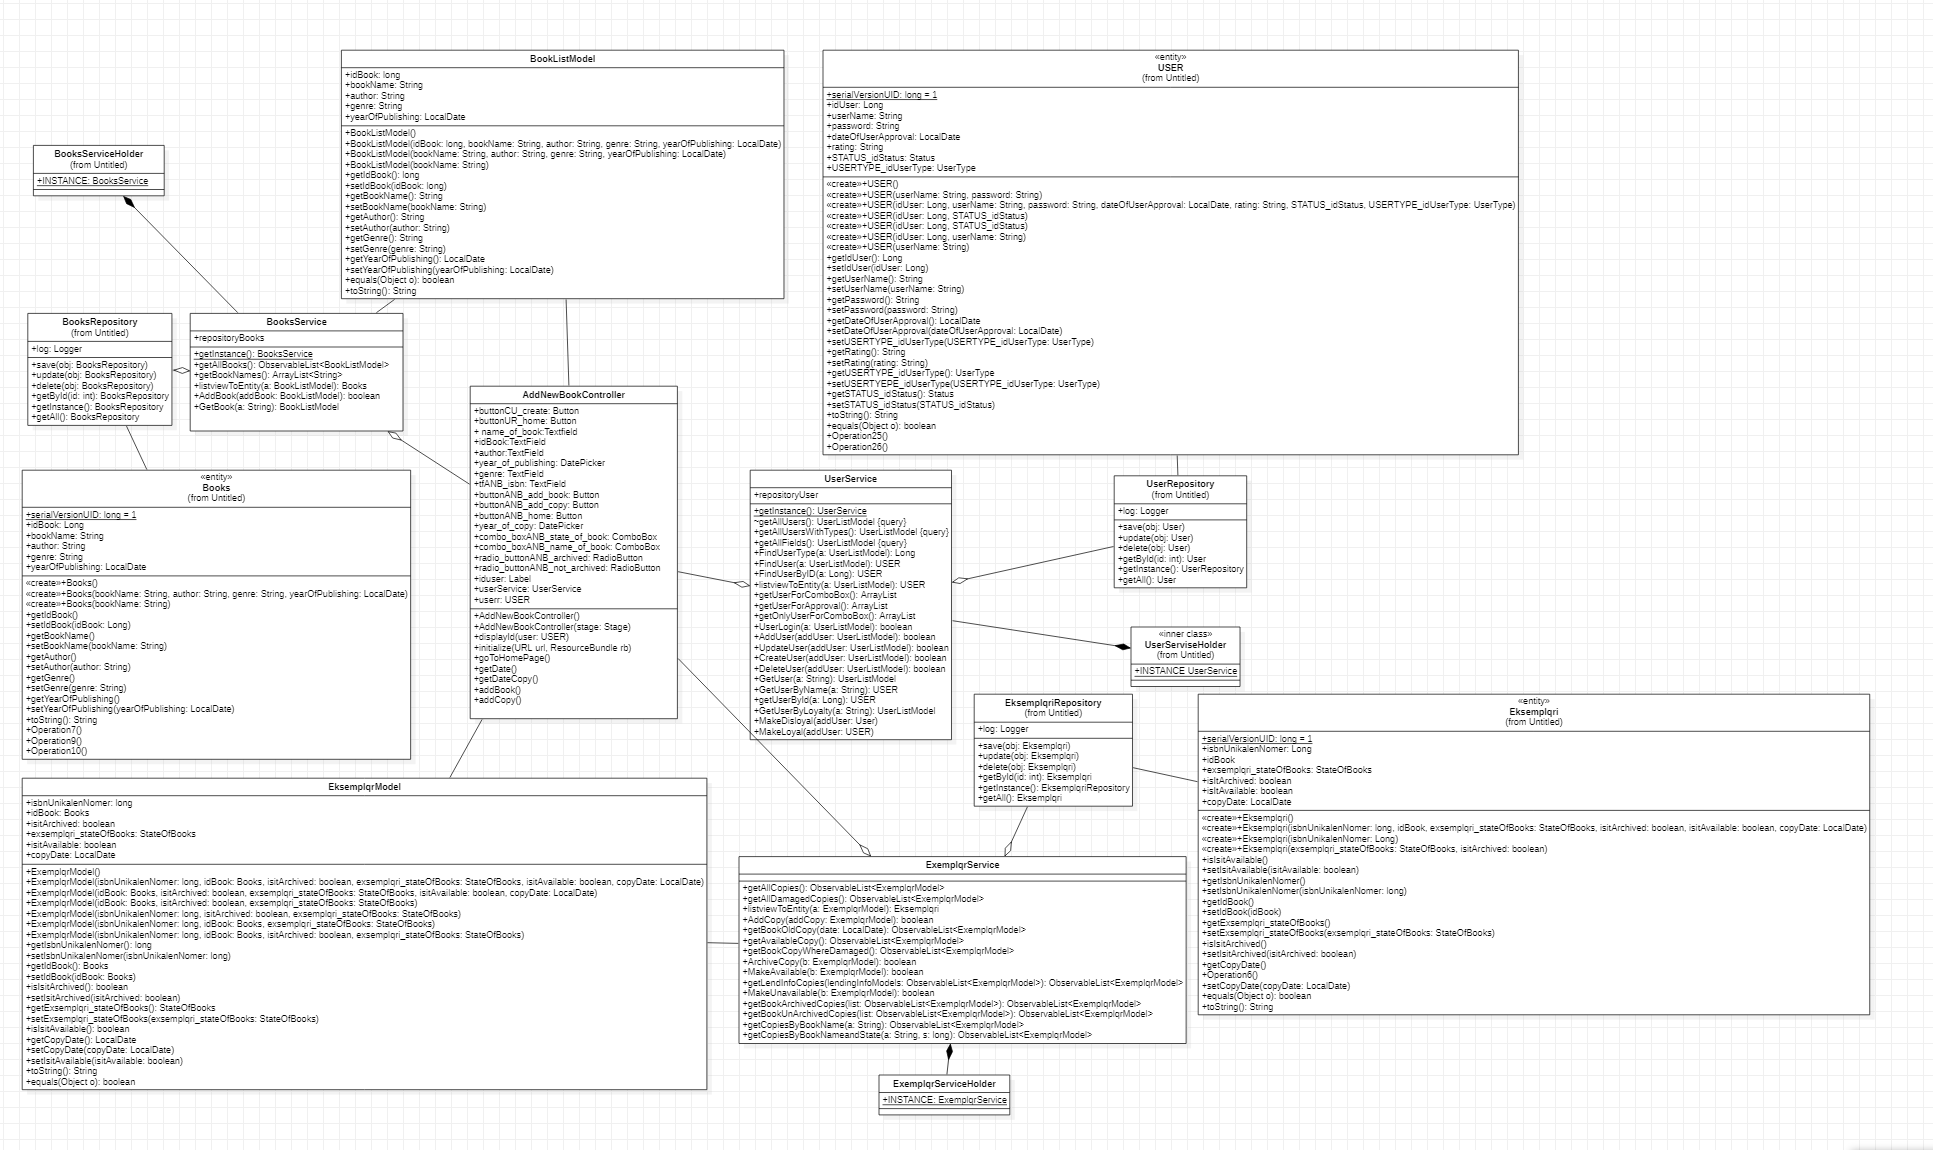 BookListModel
+idBook: long
+bookName: String
+author: String
+genre: String
+yearOfPublishing: LocalDate
+BookListModel()
+BookListModel(idBook: long, bookName: String, author: String, genre: String, yearOfPublishing: LocalDate)
+BookListModel(bookName: String, author: String, genre: String, yearOfPublishing: LocalDate)
+BookListModel(bookName: String)
+getIdBook(): long
+setIdBook(idBook: long)
+getBookName(): String
+setBookName(bookName: String)
+getAuthor(): String
+setAuthor(author: String)
+getGenre(): String
+setGenre(genre: String)
+getYearOfPublishing(): LocalDate
+setYearOfPublishing(yearOfPublishing: LocalDate)
+equals(Object o): boolean
+toString(): String
«entity»
USER
(from Untitled)
+serialVersionUID: long = 1
+idUser: Long
+userName: String
+password: String
+dateOfUserApproval: LocalDate
+rating: String
+STATUS_idStatus: Status
+USERTYPE_idUserType: UserType
«create»+USER()
«create»+USER(userName: String, password: String)
«create»+USER(idUser: Long, userName: String, password: String, dateOfUserApproval: LocalDate, rating: String, STATUS_idStatus, USERTYPE_idUserType: UserType)
«create»+USER(idUser: Long, STATUS_idStatus)
«create»+USER(idUser: Long, STATUS_idStatus)
«create»+USER(idUser: Long, userName: String)
«create»+USER(userName: String)
+getIdUser(): Long
+setIdUser(idUser: Long)
+getUserName(): String
+setUserName(userName: String)
+getPassword(): String
+setPassword(password: String)
+getDateOfUserApproval(): LocalDate
+setDateOfUserApproval(dateOfUserApproval: LocalDate)
+setUSERTYPE_idUserType(USERTYPE_idUserType: UserType)
+getRating(): String
+setRating(rating: String)
+getUSERTYPE_idUserType(): UserType
+setUSERTYEPE_idUserType(USERTYPE_idUserType: UserType)
+getSTATUS_idStatus(): Status
+setSTATUS_idStatus(STATUS_idStatus)
+toString(): String
+equals(Object o): boolean
+Operation25()
+Operation26()
BooksServiceHolder
(from Untitled)
+INSTANCE: BooksService
BooksRepository
(from Untitled)
+log: Logger
+save(obj: BooksRepository)
+update(obj: BooksRepository)
+delete(obj: BooksRepository)
+getById(id: int): BooksRepository
+getInstance(): BooksRepository
+getAll(): BooksRepository
BooksService
+repositoryBooks
+getInstance(): BooksService
+getAllBooks(): ObservableList<BookListModel>
+getBookNames(): ArrayList<String>
+listviewToEntity(a: BookListModel): Books
+AddBook(addBook: BookListModel): boolean
+GetBook(a: String): BookListModel
AddNewBookController
+buttonCU_create: Button
+buttonUR_home: Button
+ name_of_book:Textfield
+idBook:TextField
+author:TextField
+year_of_publishing: DatePicker
+genre: TextField
+tfANB_isbn: TextField
+buttonANB_add_book: Button
+buttonANB_add_copy: Button
+buttonANB_home: Button
+year_of_copy: DatePicker
+combo_boxANB_state_of_book: ComboBox
+combo_boxANB_name_of_book: ComboBox
+radio_buttonANB_archived: RadioButton
+radio_buttonANB_not_archived: RadioButton
+iduser: Label
+userService: UserService
+userr: USER
+AddNewBookController()
+AddNewBookController(stage: Stage)
+displayId(user: USER)
+initialize(URL url, ResourceBundle rb)
+goToHomePage()
+getDate()
+getDateCopy()
+addBook()
+addCopy()
«entity»
Books
(from Untitled)
+serialVersionUID: long = 1
+idBook: Long
+bookName: String
+author: String
+genre: String
+yearOfPublishing: LocalDate
«create»+Books()
«create»+Books(bookName: String, author: String, genre: String, yearOfPublishing: LocalDate)
«create»+Books(bookName: String)
+getIdBook()
+setIdBook(idBook: Long)
+getBookName()
+setBookName(bookName: String)
+getAuthor()
+setAuthor(author: String)
+getGenre()
+setGenre(genre: String)
+getYearOfPublishing()
+setYearOfPublishing(yearOfPublishing: LocalDate)
+toString(): String
+Operation7()
+Operation9()
+Operation10()
UserService
+repositoryUser
+getInstance(): UserService
~getAllUsers(): UserListModel {query}
+getAllUsersWithTypes(): UserListModel {query}
+getAllFields(): UserListModel {query}
+FindUserType(a: UserListModel): Long
+FindUser(a: UserListModel): USER
+FindUserByID(a: Long): USER
+listviewToEntity(a: UserListModel): USER
+getUserForComboBox(): ArrayList
+getUserForApproval(): ArrayList
+getOnlyUserForComboBox(): ArrayList
+UserLogin(a: UserListModel): boolean
+AddUser(addUser: UserListModel): boolean
+UpdateUser(addUser: UserListModel): boolean
+CreateUser(addUser: UserListModel): boolean
+DeleteUser(addUser: UserListModel): boolean
+GetUser(a: String): UserListModel
+GetUserByName(a: String): USER
+getUserById(a: Long): USER
+GetUserByLoyalty(a: String): UserListModel
+MakeDisloyal(addUser: User)
+MakeLoyal(addUser: USER)
UserRepository
(from Untitled)
+log: Logger
+save(obj: User)
+update(obj: User)
+delete(obj: User)
+getById(id: int): User
+getInstance(): UserRepository
+getAll(): User
«inner class»
UserServiseHolder
(from Untitled)
+INSTANCE UserService
EksemplqriRepository
(from Untitled)
+log: Logger
+save(obj: Eksemplqri)
+update(obj: Eksemplqri)
+delete(obj: Eksemplqri)
+getById(id: int): Eksemplqri
+getInstance(): EksemplqriRepository
+getAll(): Eksemplqri
«entity»
Eksemplqri
(from Untitled)
+serialVersionUID: long = 1
+isbnUnikalenNomer: Long
+idBook
+exsemplqri_stateOfBooks: StateOfBooks
+isItArchived: boolean
+isItAvailable: boolean
+copyDate: LocalDate
«create»+Eksemplqri()
«create»+Eksemplqri(isbnUnikalenNomer: long, idBook, exsemplqri_stateOfBooks: StateOfBooks, isitArchived: boolean, isitAvailable: boolean, copyDate: LocalDate)
«create»+Eksemplqri(isbnUnikalenNomer: Long)
«create»+Eksemplqri(exsemplqri_stateOfBooks: StateOfBooks, isitArchived: boolean)
+isIsitAvailable()
+setIsitAvailable(isitAvailable: boolean)
+getIsbnUnikalenNomer()
+setIsbnUnikalenNomer(isbnUnikalenNomer: long)
+getIdBook()
+setIdBook(idBook)
+getExsemplqri_stateOfBooks()
+setExsemplqri_stateOfBooks(exsemplqri_stateOfBooks: StateOfBooks)
+isIsitArchived()
+setIsitArchived(isitArchived: boolean)
+getCopyDate()
+Operation6()
+setCopyDate(copyDate: LocalDate)
+equals(Object o): boolean
+toString(): String
EksemplqrModel
+isbnUnikalenNomer: long
+idBook: Books
+isitArchived: boolean
+exsemplqri_stateOfBooks: StateOfBooks
+isitAvailable: boolean
+copyDate: LocalDate
+ExemplqrModel()
+ExemplqrModel(isbnUnikalenNomer: long, idBook: Books, isitArchived: boolean, exsemplqri_stateOfBooks: StateOfBooks, isitAvailable: boolean, copyDate: LocalDate)
+ExemplqrModel(idBook: Books, isitArchived: boolean, exsemplqri_stateOfBooks: StateOfBooks, isitAvailable: boolean, copyDate: LocalDate)
+ExemplqrModel(idBook: Books, isitArchived: boolean, exsemplqri_stateOfBooks: StateOfBooks)
+ExemplqrModel(isbnUnikalenNomer: long, isitArchived: boolean, exsemplqri_stateOfBooks: StateOfBooks)
+ExemplqrModel(isbnUnikalenNomer: long, idBook: Books, exsemplqri_stateOfBooks: StateOfBooks)
+ExemplqrModel(isbnUnikalenNomer: long, idBook: Books, isitArchived: boolean, exsemplqri_stateOfBooks: StateOfBooks)
+getIsbnUnikalenNomer(): long
+setIsbnUnikalenNomer(isbnUnikalenNomer: long)
+getIdBook(): Books
+setIdBook(idBook: Books)
+isIsitArchived(): boolean
+setIsitArchived(isitArchived: boolean)
+getExsemplqri_stateOfBooks(): StateOfBooks
+setExsemplqri_stateOfBooks(exsemplqri_stateOfBooks: StateOfBooks)
+isIsitAvailable(): boolean
+getCopyDate(): LocalDate
+setCopyDate(copyDate: LocalDate)
+setIsitAvailable(isitAvailable: boolean)
+toString(): String
+equals(Object o): boolean
ExemplqrService
+getAllCopies(): ObservableList<ExemplqrModel>
+getAllDamagedCopies(): ObservableList<ExemplqrModel>
+listviewToEntity(a: ExemplqrModel): Eksemplqri
+AddCopy(addCopy: ExemplqrModel): boolean
+getBookOldCopy(date: LocalDate): ObservableList<ExemplqrModel>
+getAvailableCopy(): ObservableList<ExemplqrModel>
+getBookCopyWhereDamaged(): ObservableList<ExemplqrModel>
+ArchiveCopy(b: ExemplqrModel): boolean
+MakeAvailable(b: ExemplqrModel): boolean
+getLendInfoCopies(lendingInfoModels: ObservableList<ExemplqrModel>): ObservableList<ExemplqrModel>
+MakeUnavailable(b: ExemplqrModel): boolean
+getBookArchivedCopies(list: ObservableList<ExemplqrModel>): ObservableList<ExemplqrModel>
+getBookUnArchivedCopies(list: ObservableList<ExemplqrModel>): ObservableList<ExemplqrModel>
+getCopiesByBookName(a: String): ObservableList<ExemplqrModel>
+getCopiesByBookNameandState(a: String, s: long): ObservableList<ExemplqrModel>
ExemplqrServiceHolder
+INSTANCE: ExemplqrService